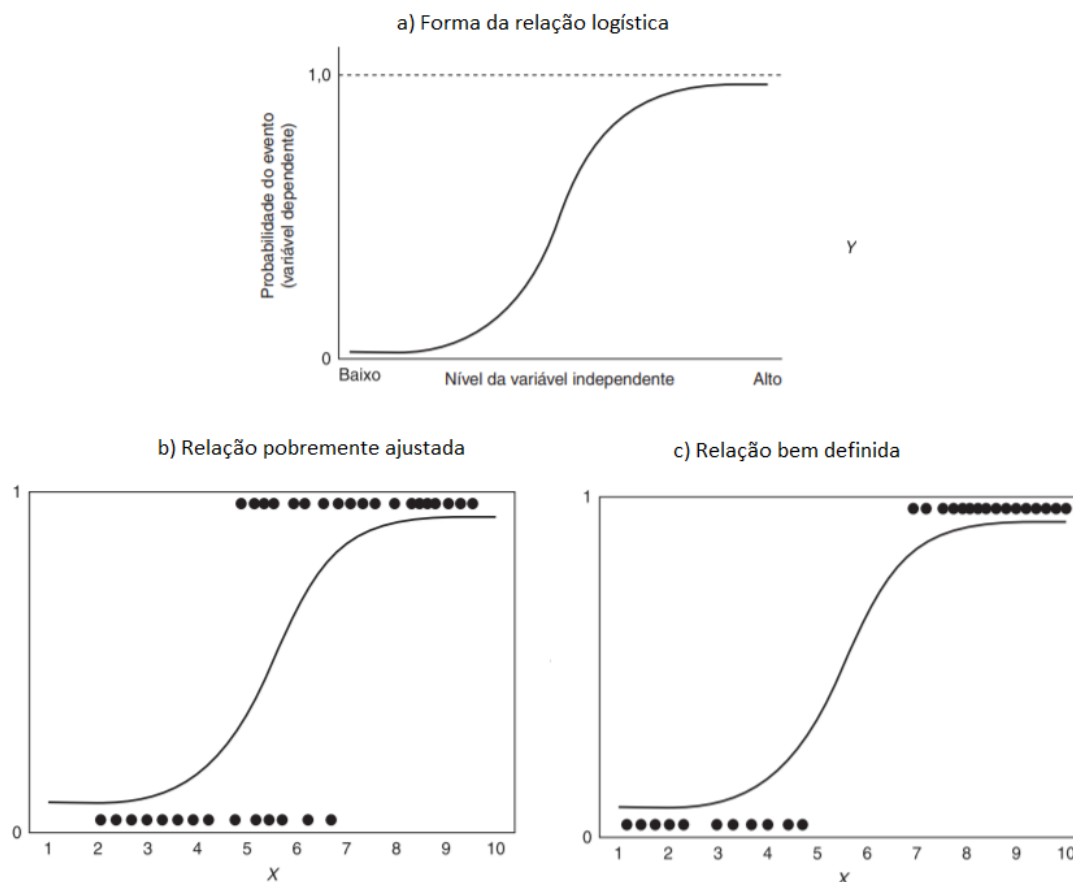 a) Forma da relação logística
1,0
Probabilidade do evento
(variável dependente)
Y
0
Baixo
Nível da variável independente
Alto
b) Relação pobremente ajustada
1
0
1 2 3 4 5 6 7 8 9 10
X
c) Relação bem definida
1
0
1 2 3 4 5 6 7 8 9 10
X